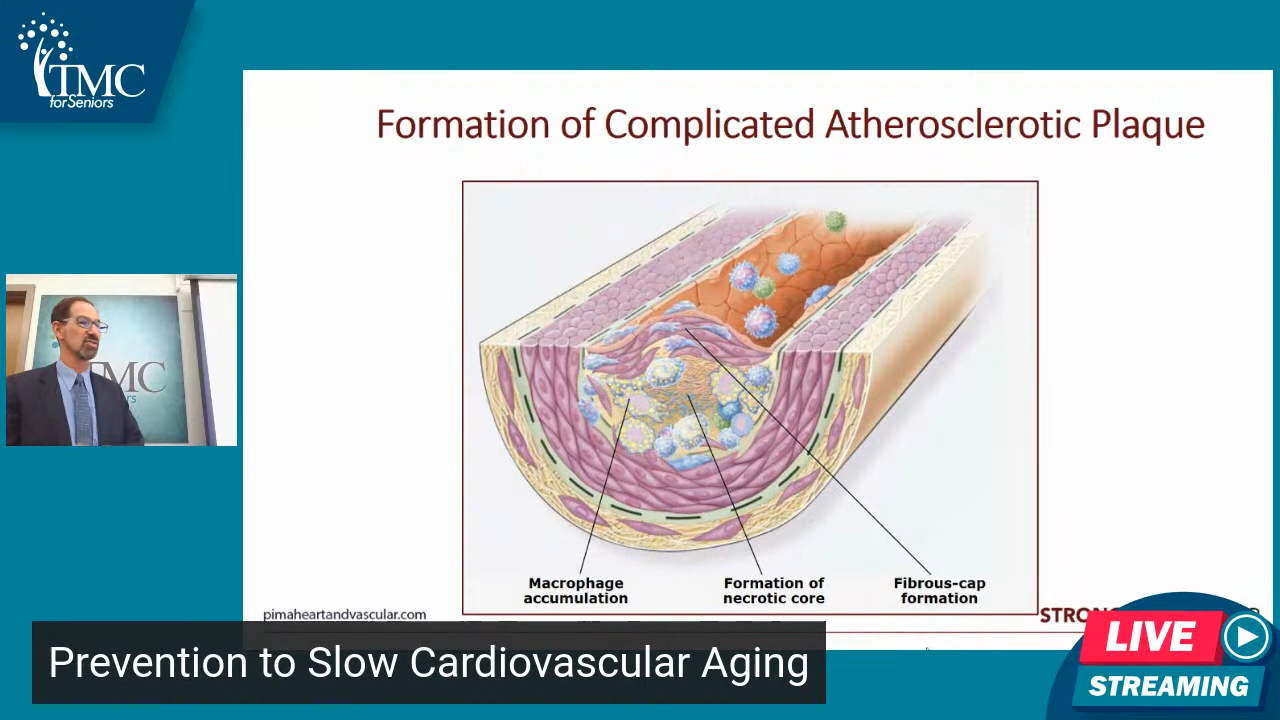 TMC
for Seniors
Formation of Complicated Atherosclerotic Plaque
Macrophage
accumulation
Formation of
necrotic core
Fibrous-cap
formation
pimaheartandvascular.com
LIVE
STREAMING
Prevention to Slow Cardiovascular Aging